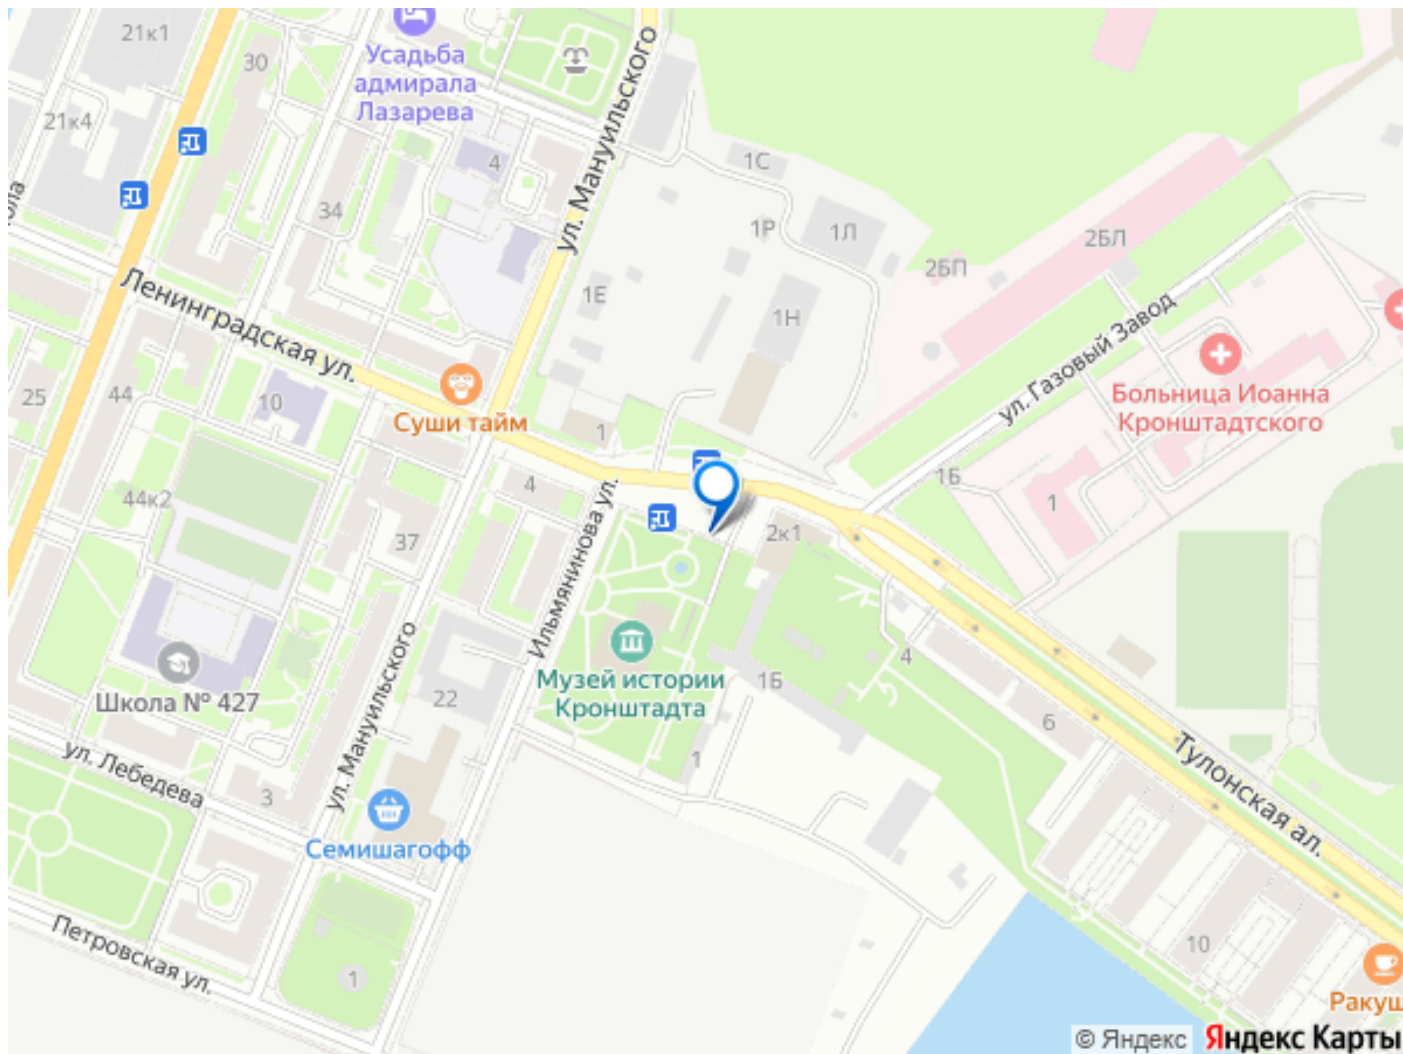 21к1
30
Усадьба
адмирала
Лазарева
21к4
4
34
ул. Мануильского
1С
1Р
1Л
2БЛ
2БП
1Е
1Н
Ленинградская ул.
ул. Газовый Завод
25
44
10
Суши тайм
1
Больница Иоанна
Кронштадтского
44к2
4
1Б
1
37
2к1
Ильмянинова ул.
Школа № 427
ул. Мануильского
22
Музей истории
Кронштадта
1Б
4
6
1
ул. Лебедева
3
Семишагофф
Тулонская ал.
Петровская ул.
1
10
Ракуш
© Яндекс Яндекс Карты